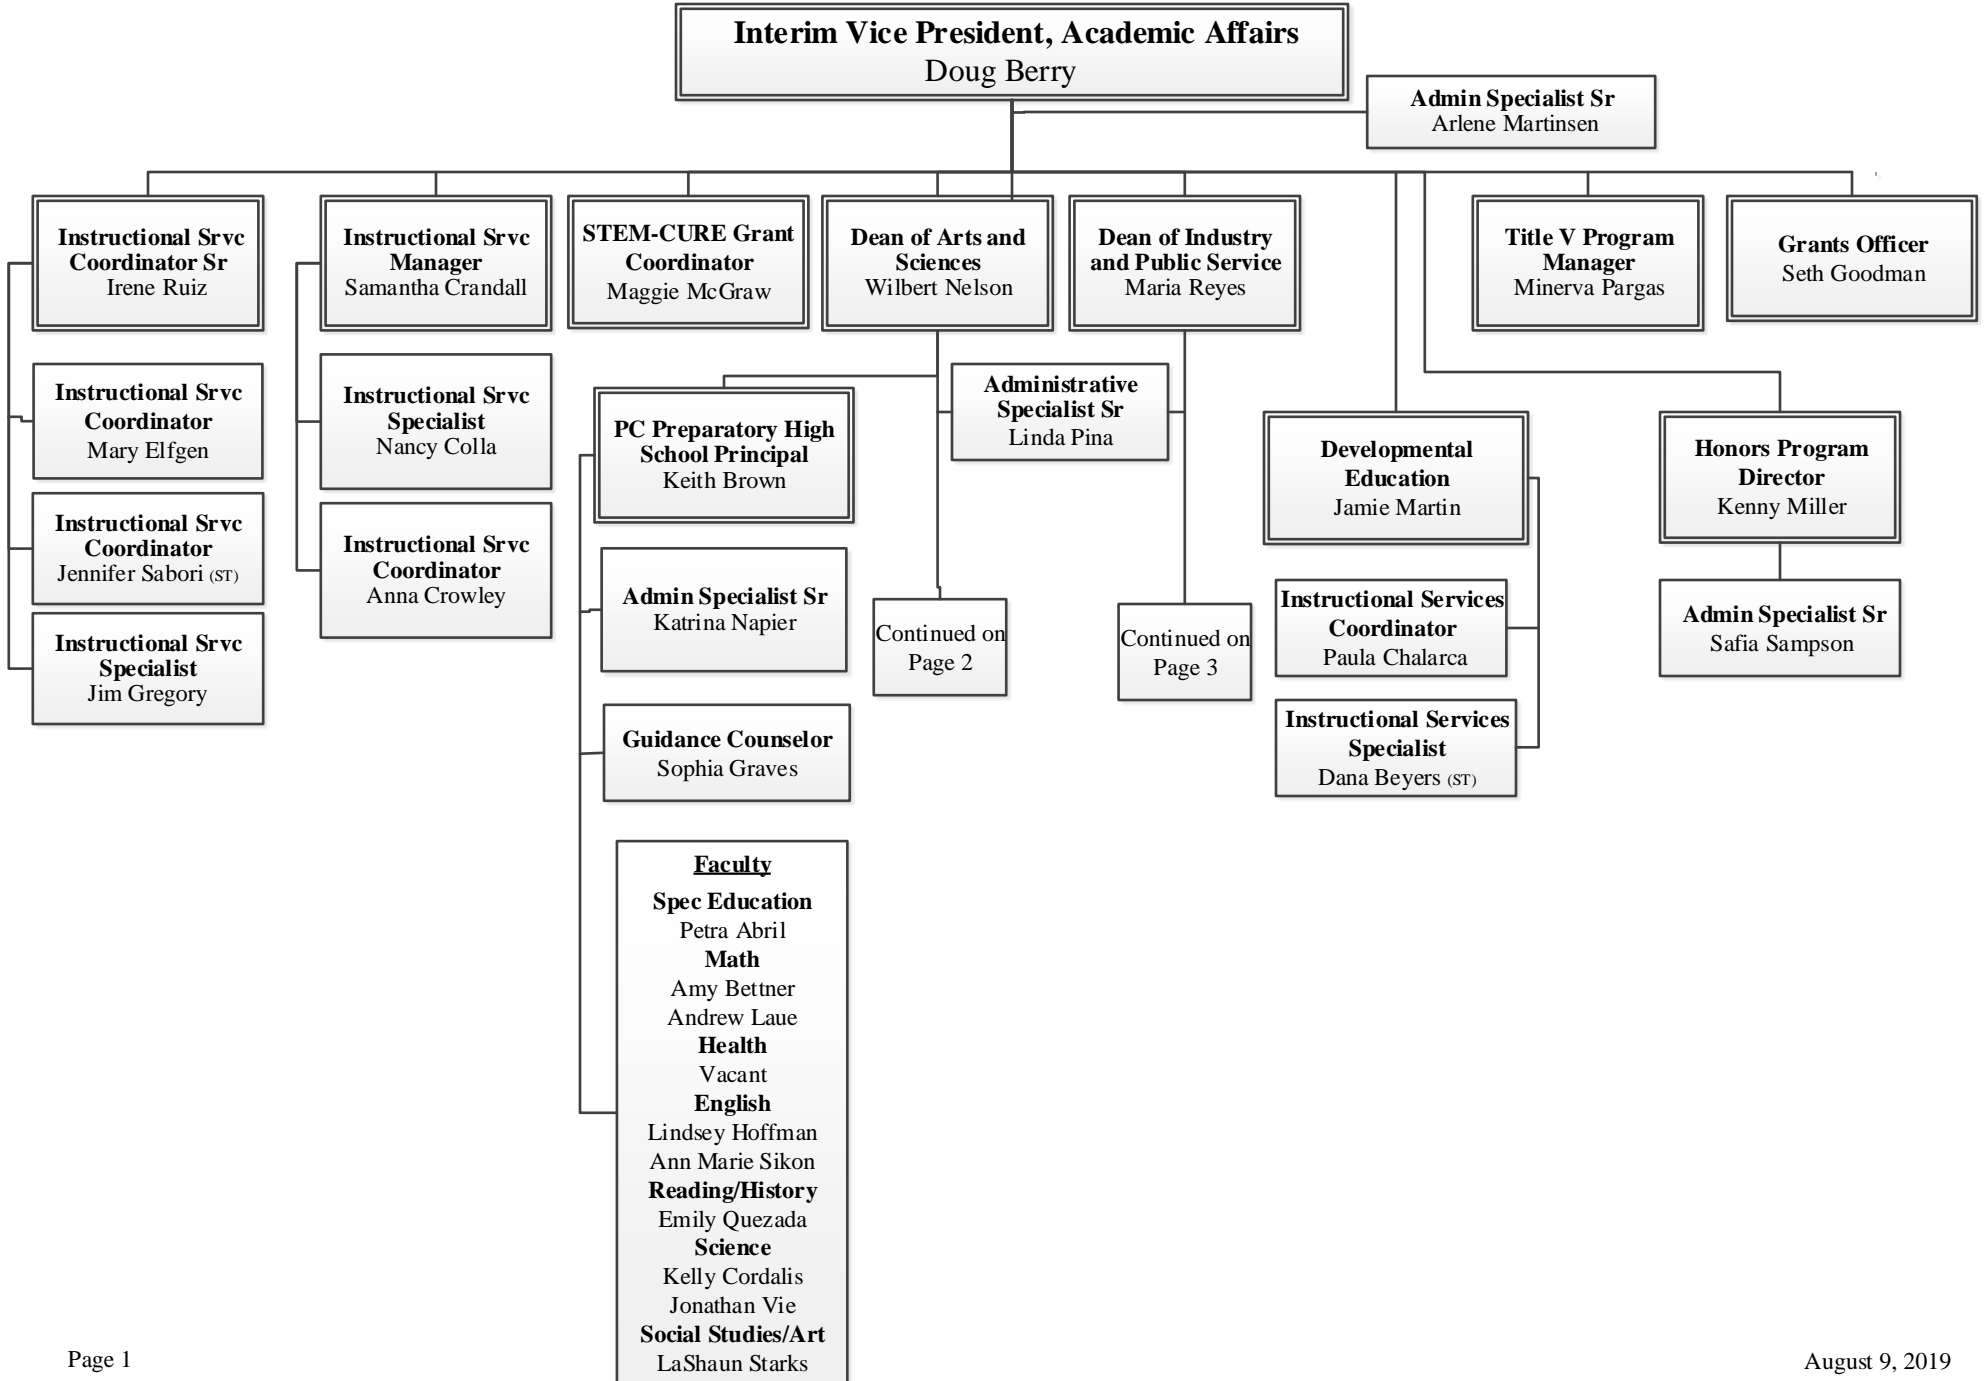 Interim Vice President, Academic Affairs
Doug Berry
Admin Specialist Sr
Arlene Martinsen
Instructional Srvc
Coordinator Sr
Irene Ruiz
Instructional Srvc
Manager
Samantha Crandall
STEM-CURE Grant
Coordinator
Maggie McGraw
Dean of Arts and
Sciences
Wilbert Nelson
Dean of Industry
and Public Service
Maria Reyes
Title V Program
Manager
Minerva Pargas
Grants Officer
Seth Goodman
Instructional Srvc
Coordinator
Mary Elfgen
Instructional Srvc
Coordinator
Jennifer Sabori (ST)
Instructional Srvc
Specialist
Jim Gregory
Instructional Srvc
Specialist
Nancy Colla
Instructional Srvc
Coordinator
Anna Crowley
PC Preparatory High
School Principal
Keith Brown
Administrative
Specialist Sr
Linda Pina
Admin Specialist Sr
Katrina Napier
Guidance Counselor
Sophia Graves
Continued on
Page 2
Continued on
Page 3
Developmental
Education
Jamie Martin
Instructional Services
Coordinator
Paula Chalarca
Instructional Services
Specialist
Dana Beyers (ST)
Honors Program
Director
Kenny Miller
Admin Specialist Sr
Safia Sampson
Faculty
Spec Education
Petra Abril
Math
Amy Bettner
Andrew Laue
Health
Vacant
English
Lindsey Hoffman
Ann Marie Sikon
Reading/History
Emily Quezada
Science
Kelly Cordalis
Jonathan Vie
Social Studies/Art
LaShaun Starks
Page 1
August 9, 2019